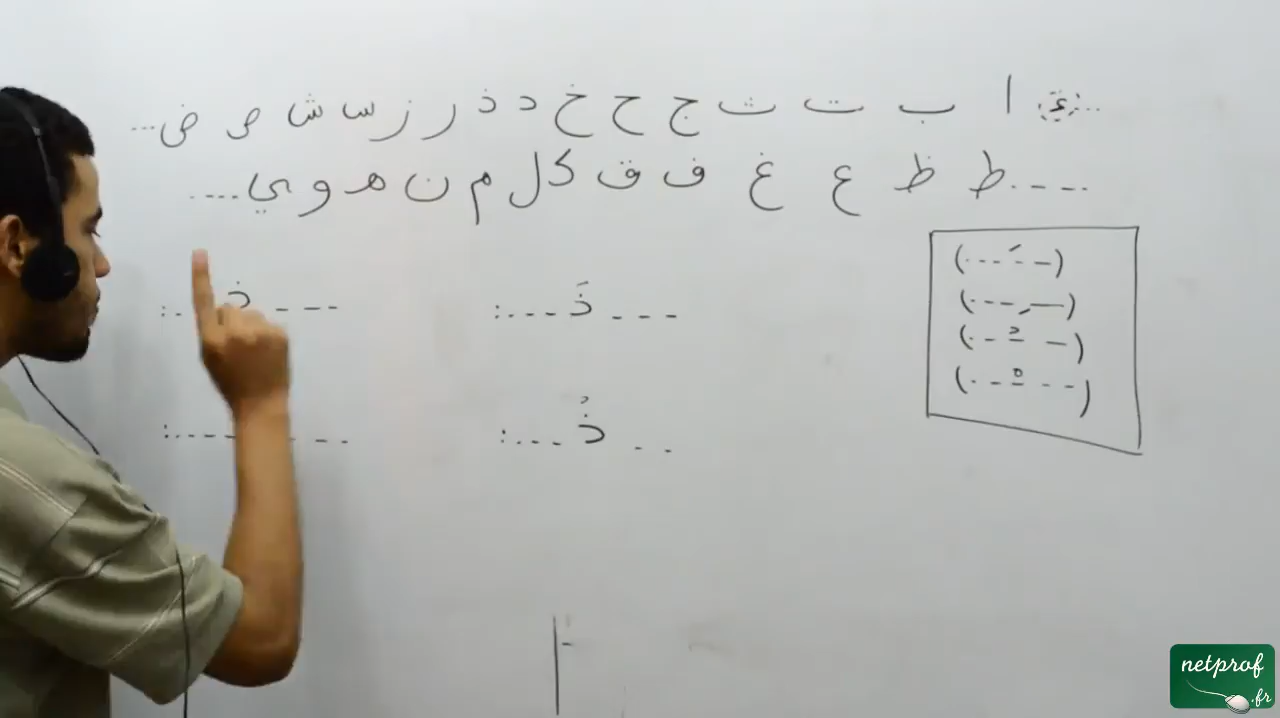 ...ء ا ب ت ث ج ح خ د ذ ر ز س ش ص ض...
....ط ظ ع غ ف ق ك ل م ن ه و ي....
(---َ-—)
(------—)
(---ُ-—)
(---ْ---)
---ذَ---:
---ذ---:
--ذُ---:
netprof
.fr